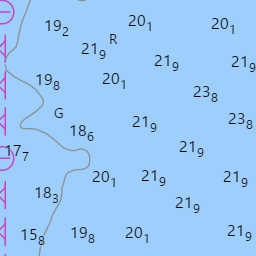 19₂ 20₁ 20₁
R
21₉ 21₉ 21₉
19₈ 20₁ 23₈
G
18₆ 21₉ 23₈
17₇ 21₉
20₁ 21₉ 21₉
18₃ 21₉
15₈ 19₈ 20₁ 21₉